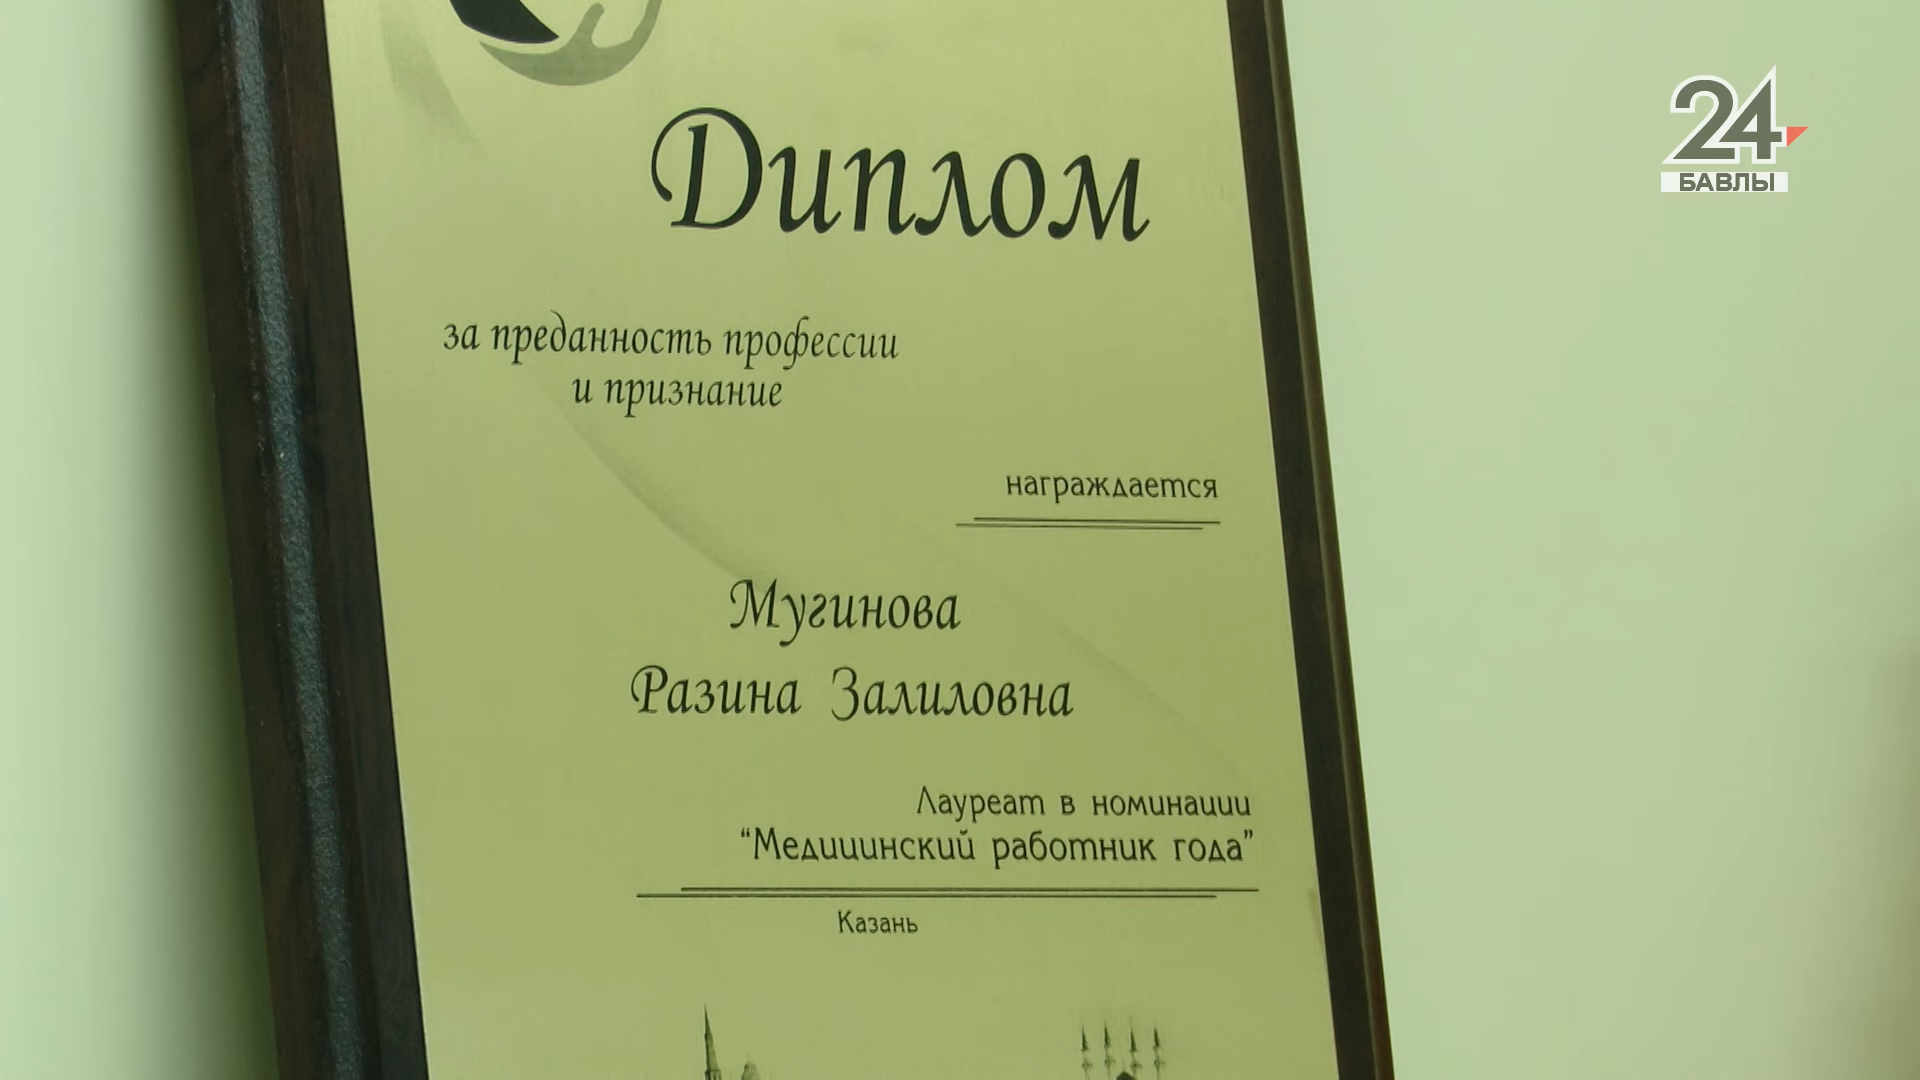 24
БАВЛЫ
Диплом
за преданность профессии
и признание
награждается
Мугинова
Разина Залиловна
Лауреат в номинации
“Медицинский работник года”
Казань